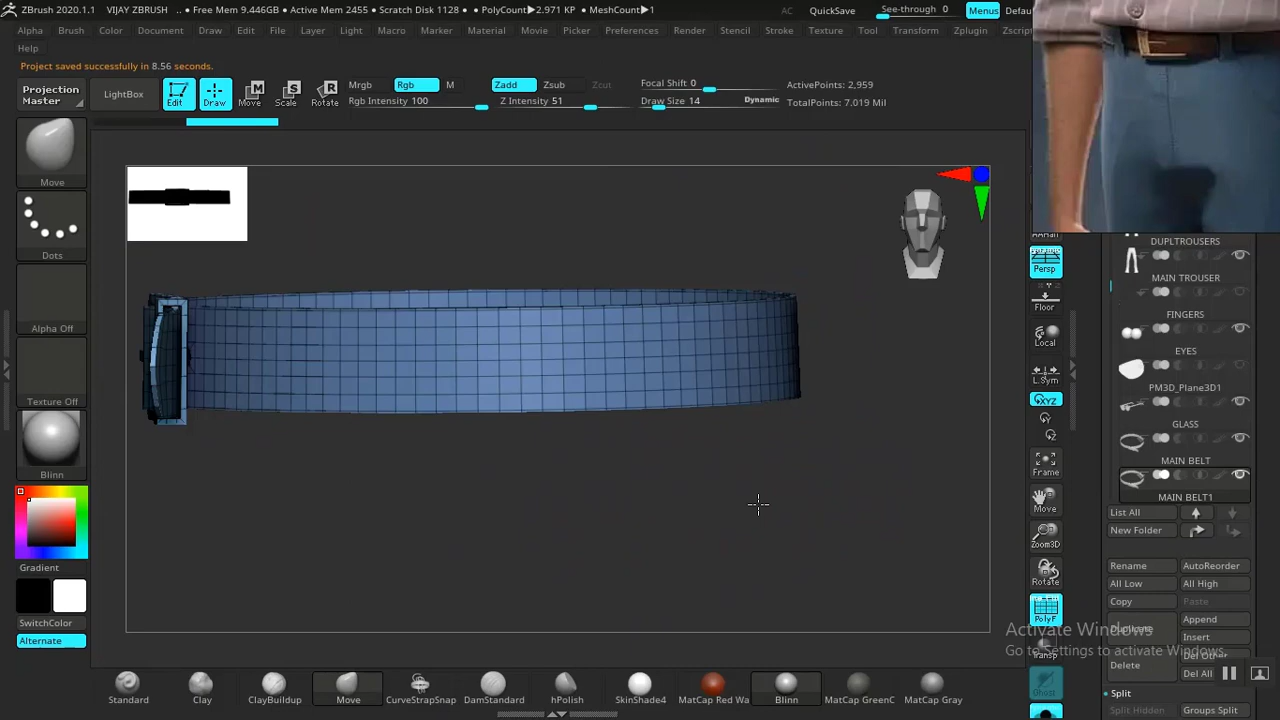 ZBrush 2020.1.1 VIJAY ZBRUSH .. • Free Mem 9.446GB • Active Mem 2455 • Scratch Disk 1128 • • PolyCount▸2.971 KP • MeshCount▸1 AC QuickSave See-through 0 Menus Defau
Alpha Brush Color Document Draw Edit File Layer Light Macro Marker Material Movie Picker Preferences Render Stencil Stroke Texture Tool Transform Zplugin Zscrip
Help
Project saved successfully in 8.56 seconds.
Projection Master
LightBox
Edit Draw Move Scale Rotate
M S R
Mrgb Rgb M
Rgb Intensity 100
Zadd Zsub Zcut
Z Intensity 51
Focal Shift 0
Draw Size 14 Dynamic
ActivePoints: 2,959
TotalPoints: 7.019 Mil
Move
Dots
Alpha Off
Texture Off
Blinn
Gradient
SwitchColor
Alternate
Persp
Floor
Local
L.Sym
XYZ
Y
Z
Frame
Move
Zoom3D
Rotate
PolyF
Transp
Ghost
DUPLTROUSERS
MAIN TROUSER
FINGERS
EYES
PM3D_Plane3D1
GLASS
MAIN BELT
MAIN BELT1
List All
New Folder
Rename AutoReorder
All Low All High
Copy Paste
Duplicate Append
Insert
Delete Del Other
Del All
Split
Split Hidden Groups Split
Activate Windows
Go to Settings to activate Windows.
Standard Clay ClayBuildup Move CurveStrapSnap DamStandard hPolish SkinShade4 MatCap Red Wa Blinn MatCap GreenC MatCap Gray